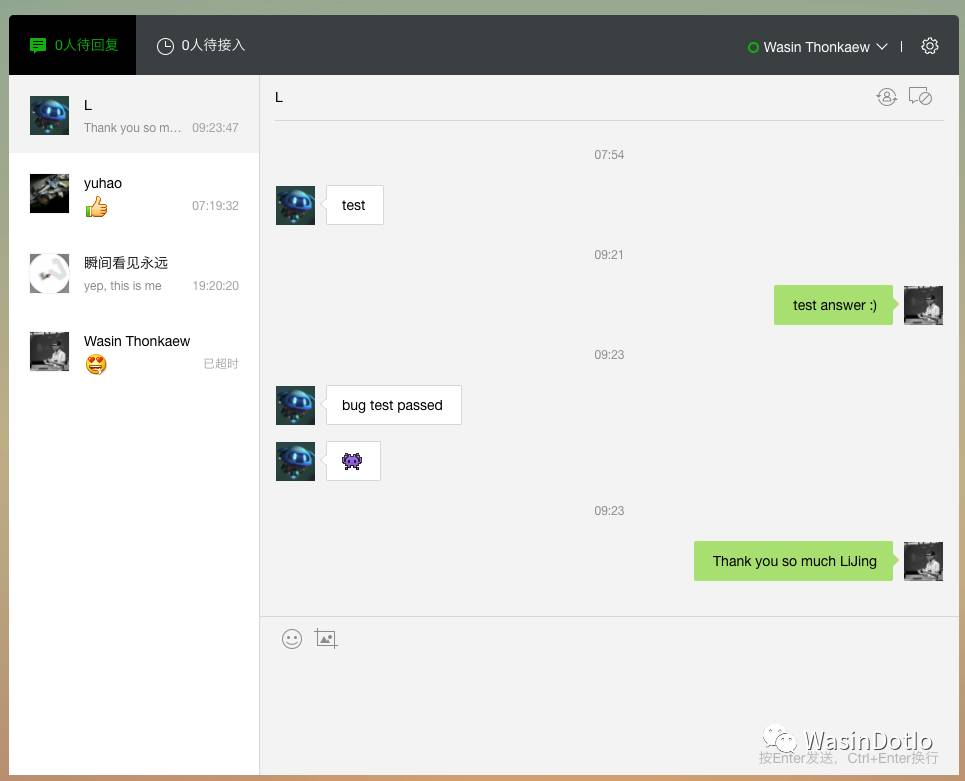 0人待回复
0人待接入
Wasin Thonkaew
L
Thank you so m... 09:23:47
yuhao
07:19:32
瞬间看见永远
yep, this is me 19:20:20
Wasin Thonkaew
已超时
L
07:54
test
09:21
test answer :)
09:23
bug test passed
09:23
Thank you so much LiJing
WasinDotIo
按Enter发送，Ctrl+Enter换行